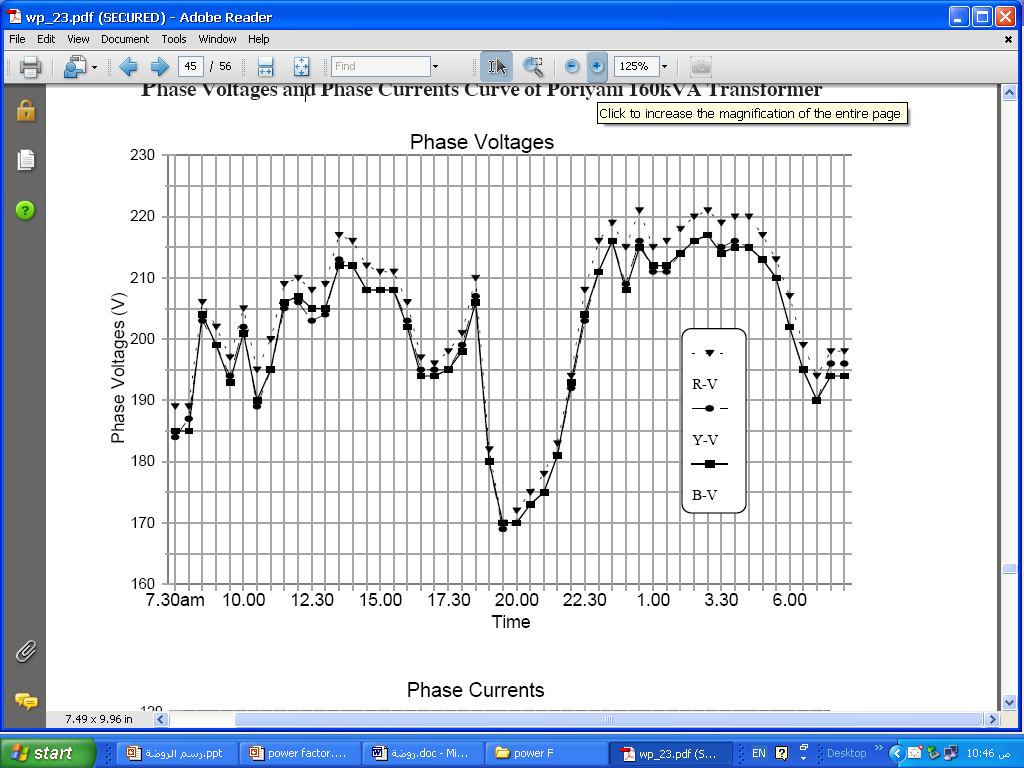 wp_23.pdf (SECURED) - Adobe Reader
File Edit View Document Tools Window Help
45 / 56 Find 125%
Phase Voltages and Phase Currents Curve of Poriyani 160kVA Transformer
Click to increase the magnification of the entire page
Phase Voltages
230
220
210
200
190
180
170
160
Phase Voltages (V)
R-V
Y-V
B-V
7.30am 10.00 12.30 15.00 17.30 20.00 22.30 1.00 3.30 6.00
Time
Phase Currents
120
7.49 x 9.96 in
start رسم الروضة.ppt power factor.... روضة.doc - Mi... power F wp_23.pdf (S... EN Desktop 10:46 ص